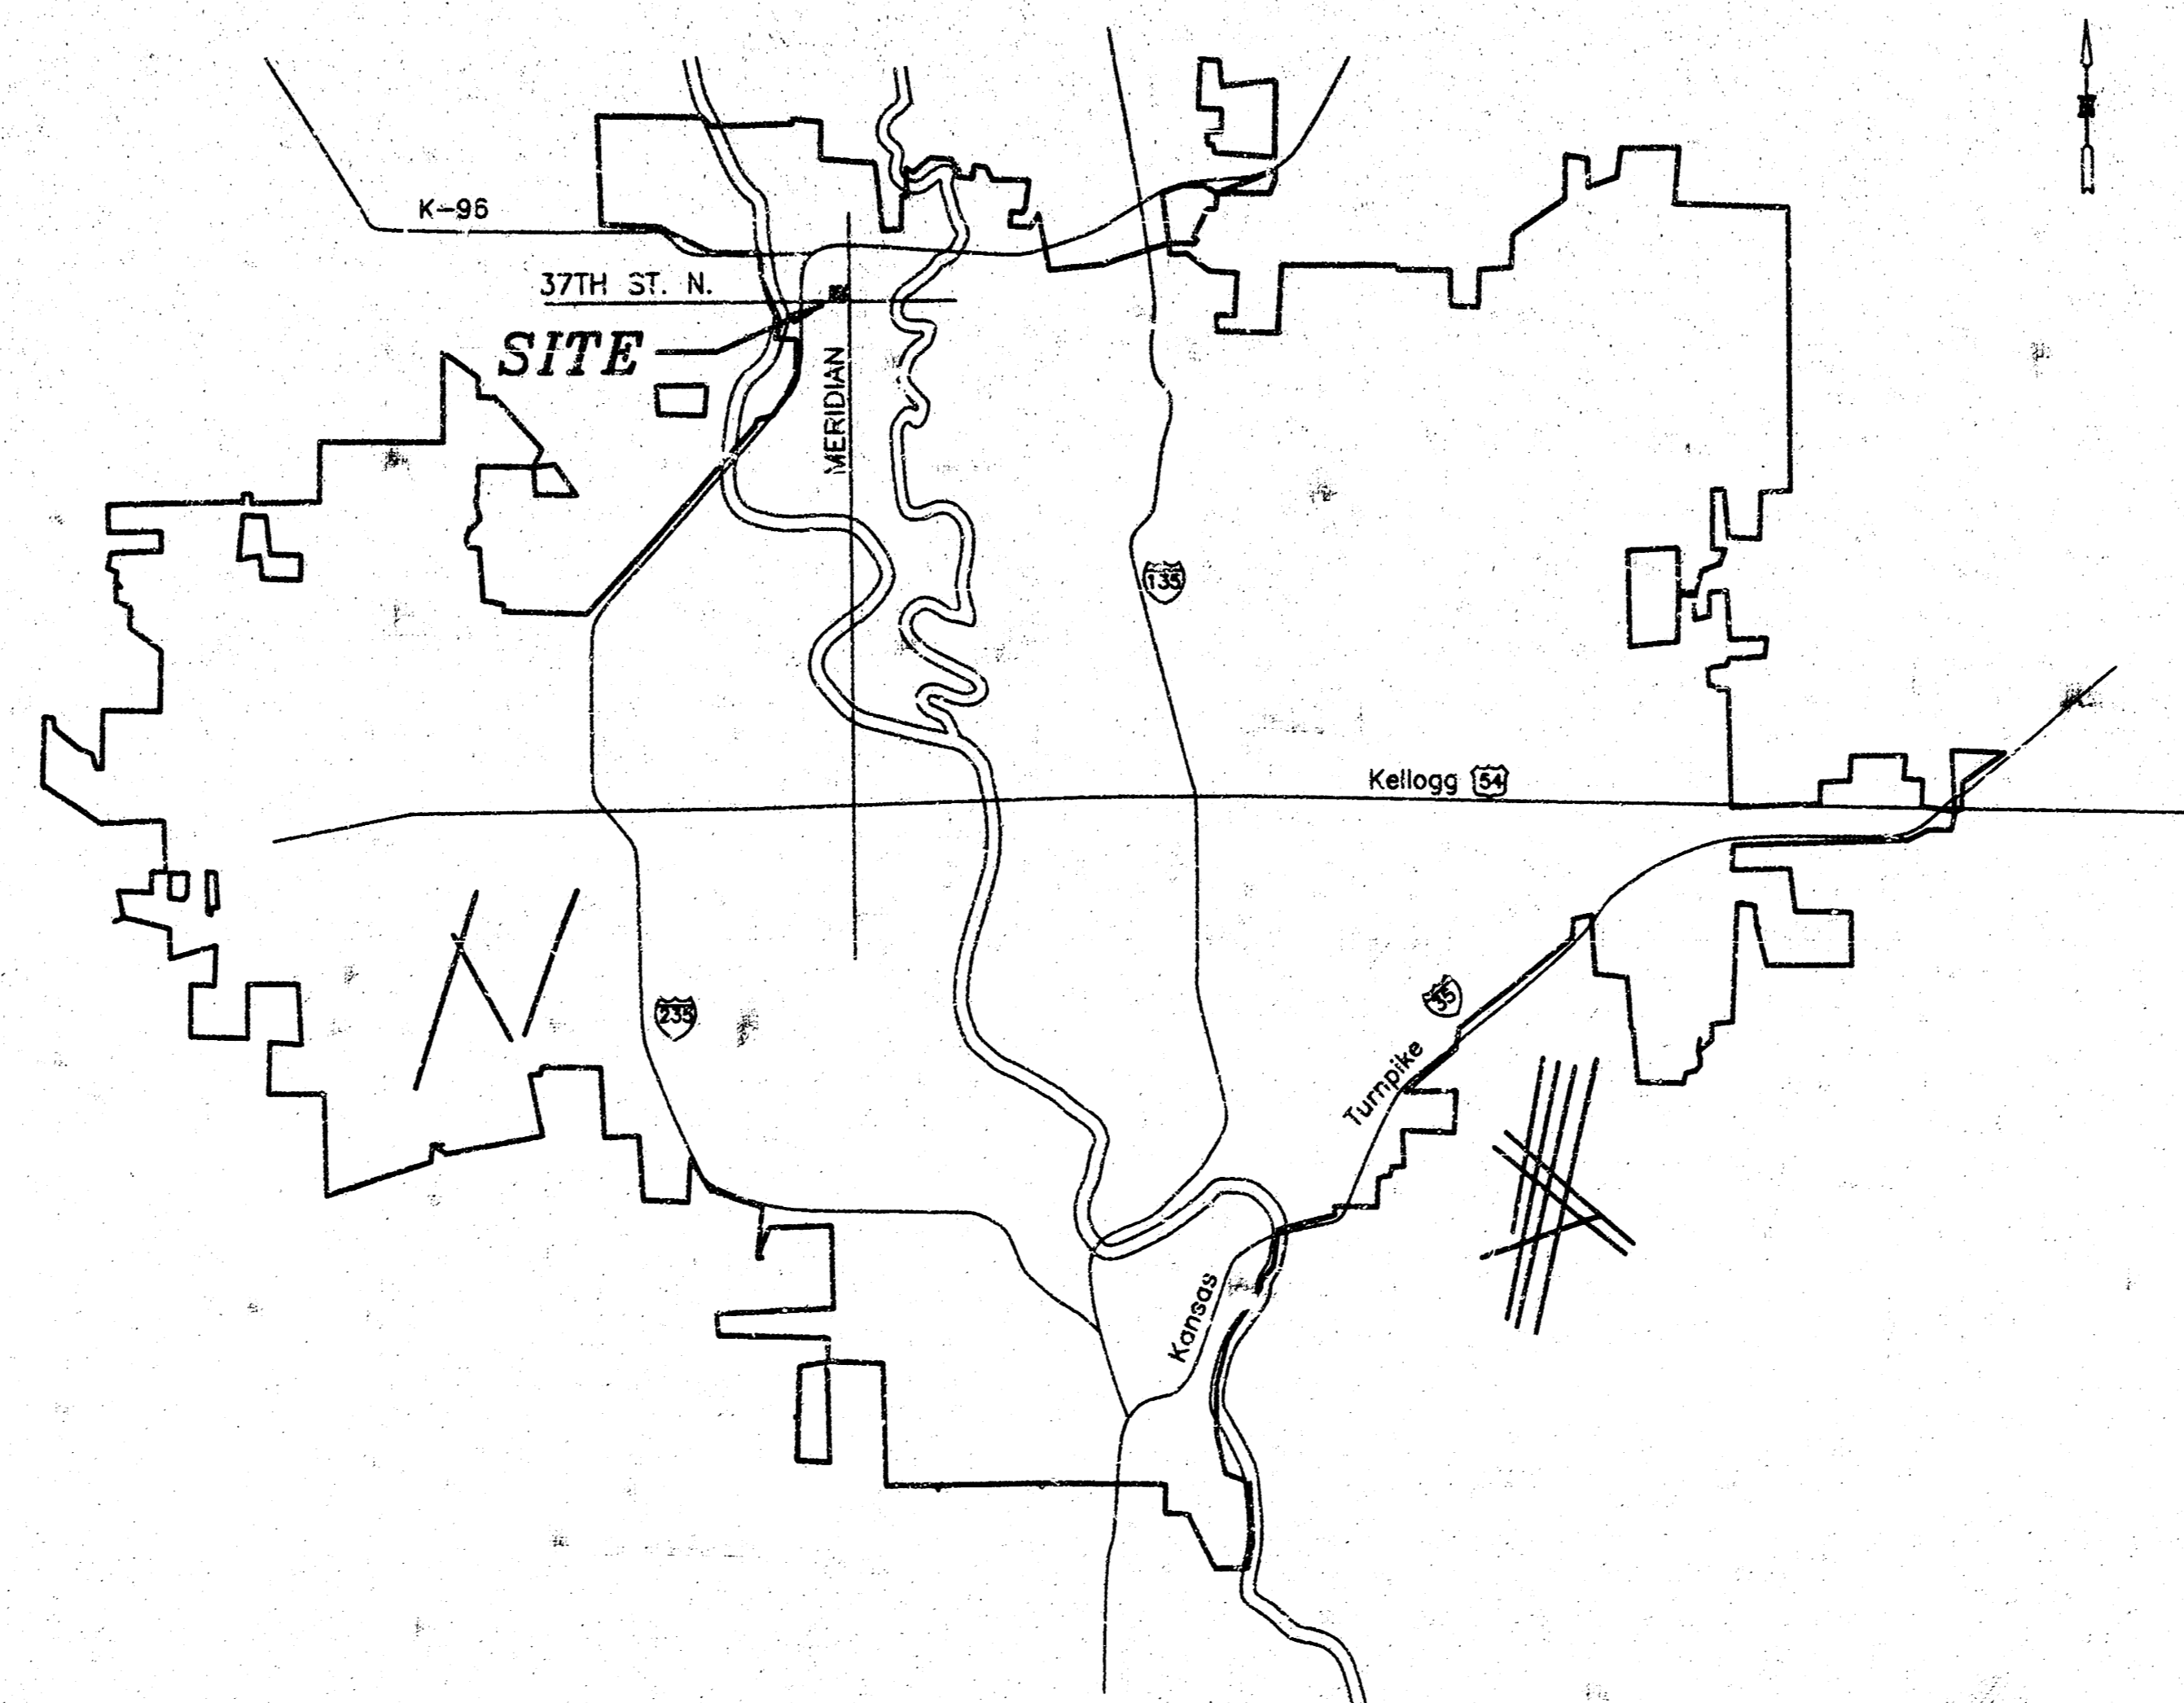 K-96
37TH ST. N.
SITE
MERIDIAN
135
Kellogg 54
235
35
Turnpike
Kansas